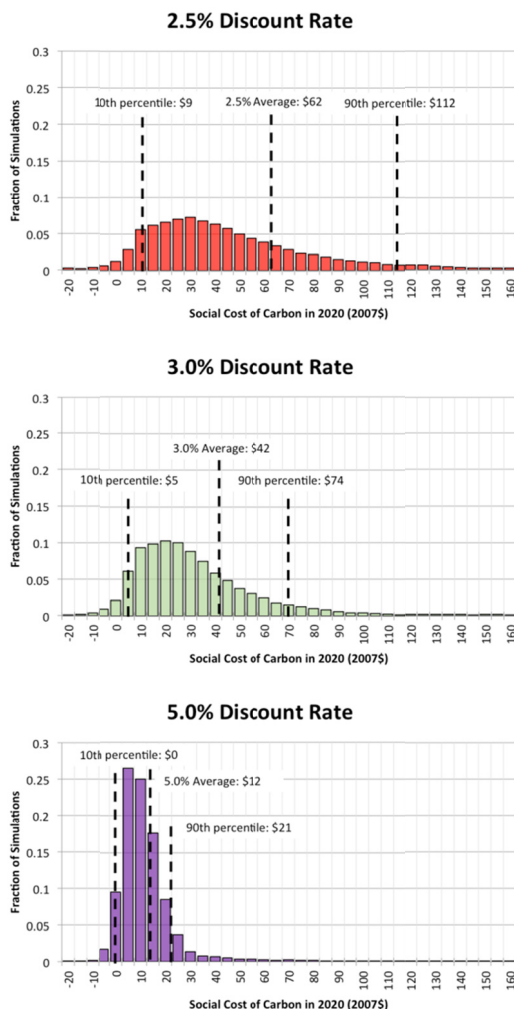 2.5% Discount Rate
0.3
0.25
0.2
0.15
0.1
0.05
0
Fraction of Simulations
10th percentile: $9
2.5% Average: $62
90th percentile: $112
-20 -10 0 10 20 30 40 50 60 70 80 90 100 110 120 130 140 150 160
Social Cost of Carbon in 2020 (2007$)
3.0% Discount Rate
0.3
0.25
0.2
0.15
0.1
0.05
0
Fraction of Simulations
3.0% Average: $42
10th percentile: $5
90th percentile: $74
-20 -10 0 10 20 30 40 50 60 70 80 90 100 110 120 130 140 150 160
Social Cost of Carbon in 2020 (2007$)
5.0% Discount Rate
0.3
0.25
0.2
0.15
0.1
0.05
0
Fraction of Simulations
10th percentile: $0
5.0% Average: $12
90th percentile: $21
-20 -10 0 10 20 30 40 50 60 70 80 90 100 110 120 130 140 150 160
Social Cost of Carbon in 2020 (2007$)